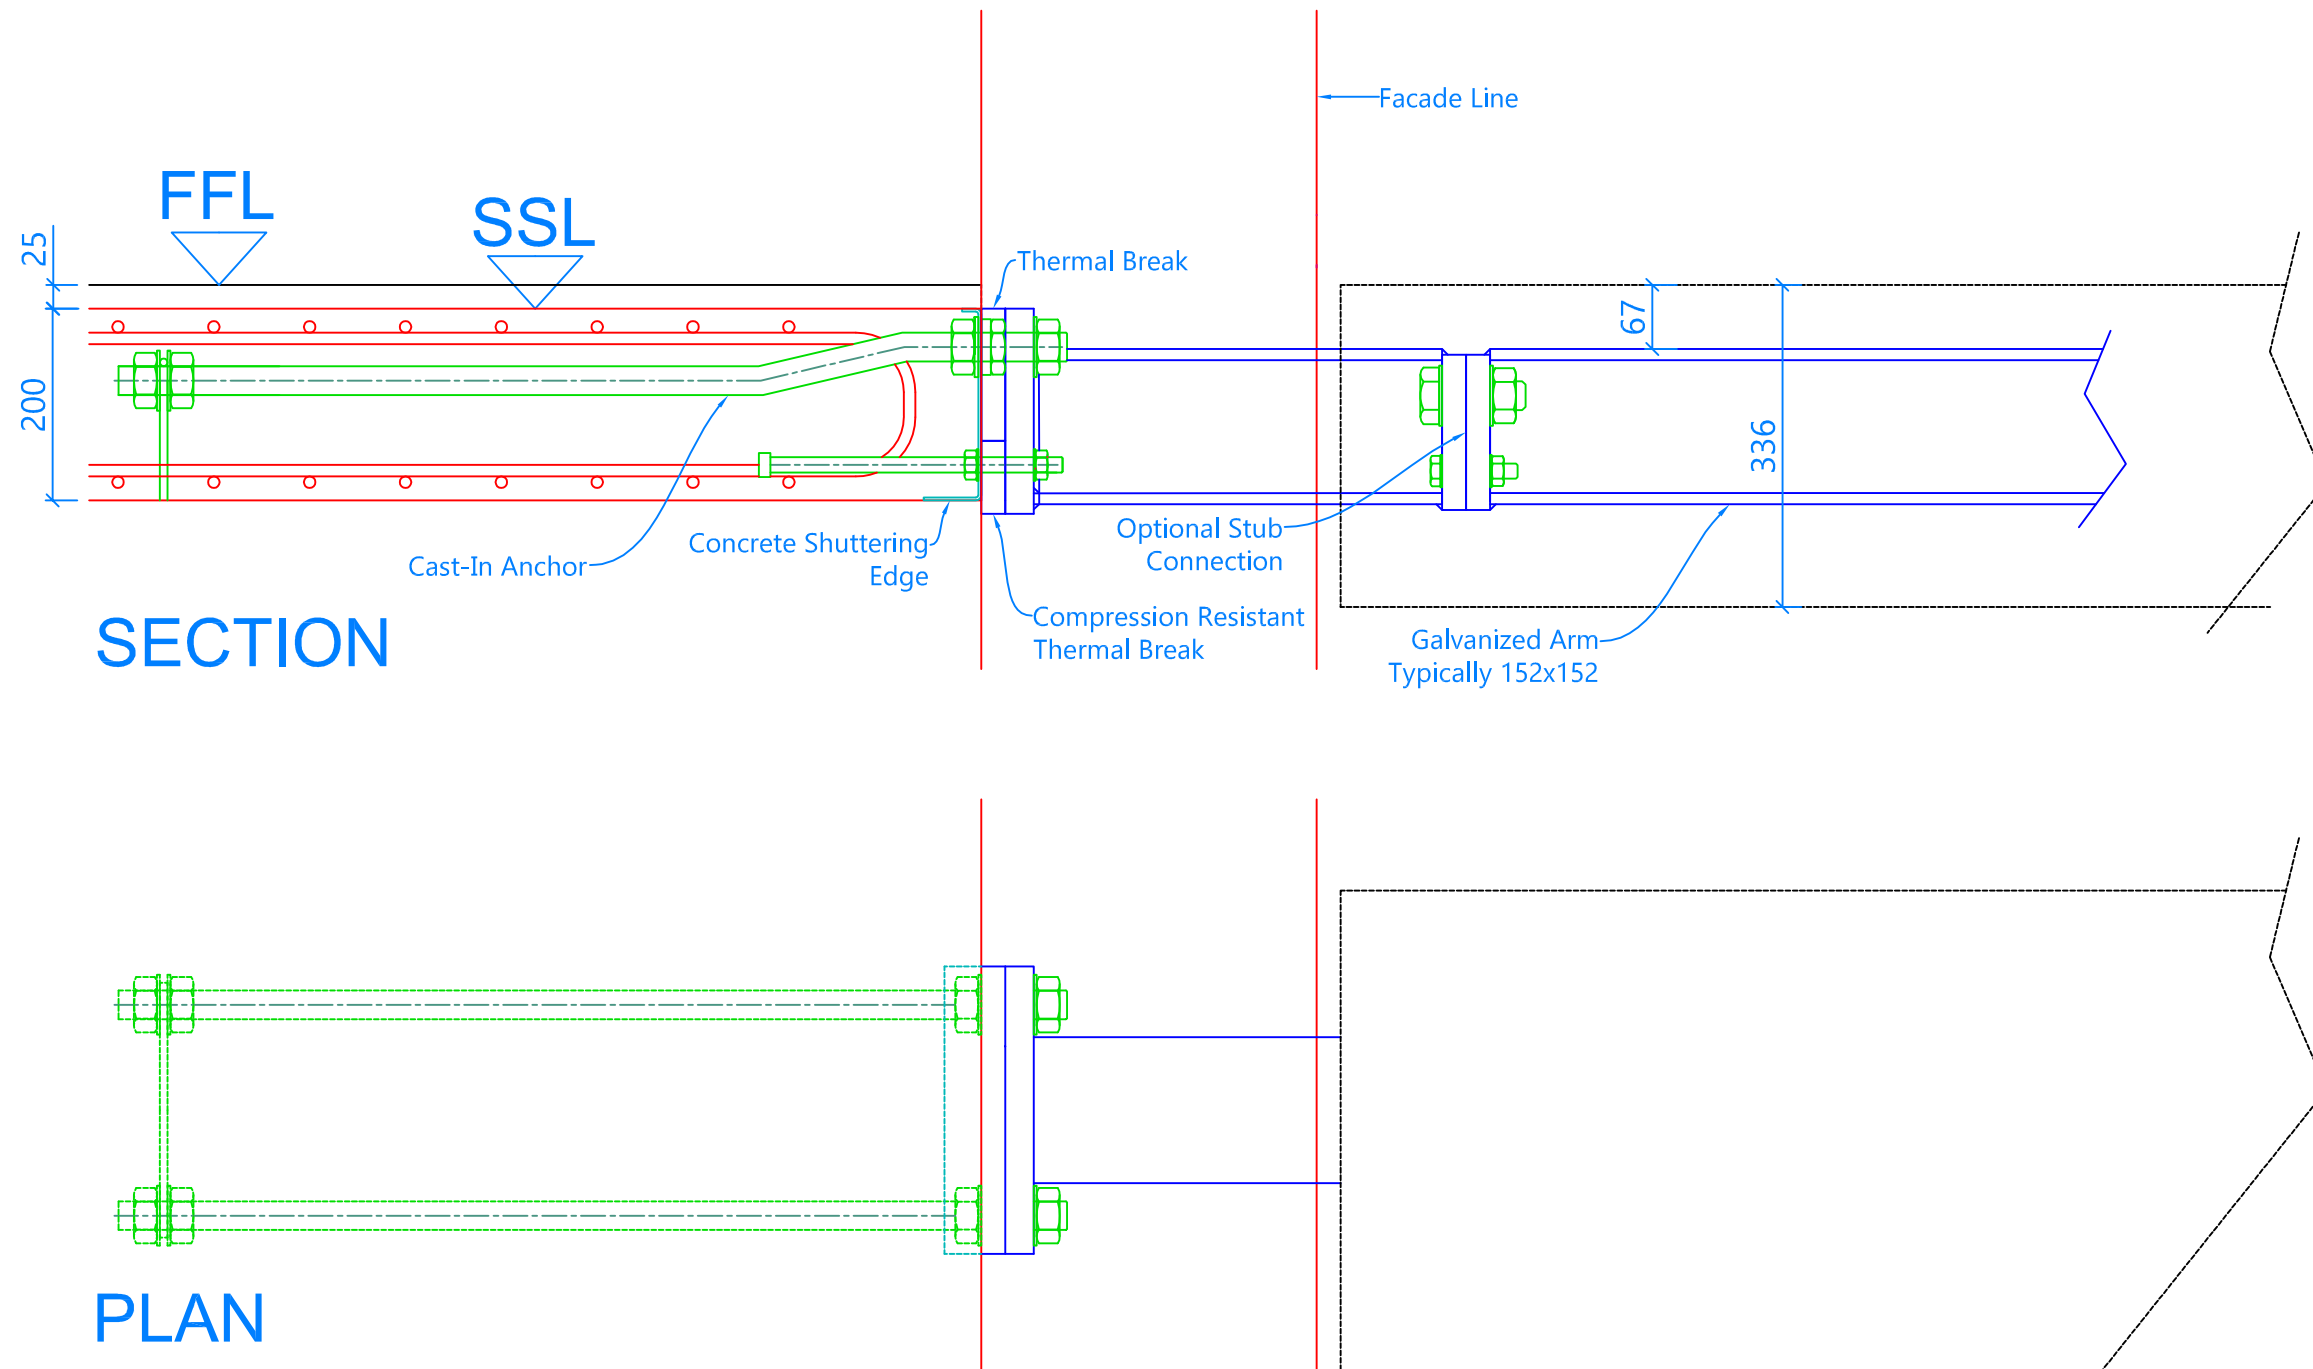 Facade Line
FFL
SSL
25
Thermal Break
67
200
336
Optional Stub
Connection
Concrete Shuttering
Edge
Cast-In Anchor
Compression Resistant
Thermal Break
Galvanized Arm
Typically 152x152
SECTION
PLAN